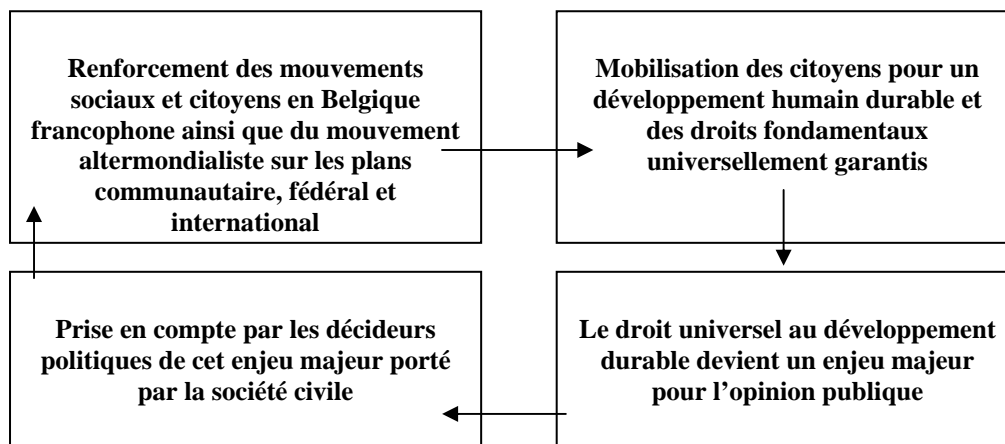 Renforcement des mouvements
sociaux et citoyens en Belgique
francophone ainsi que du mouvement
altermondialiste sur les plans
communautaire, fédéral et
international
Mobilisation des citoyens pour un
développement humain durable et
des droits fondamentaux
universellement garantis
Le droit universel au développement
durable devient un enjeu majeur
pour l’opinion publique
Prise en compte par les décideurs
politiques de cet enjeu majeur porté
par la société civile